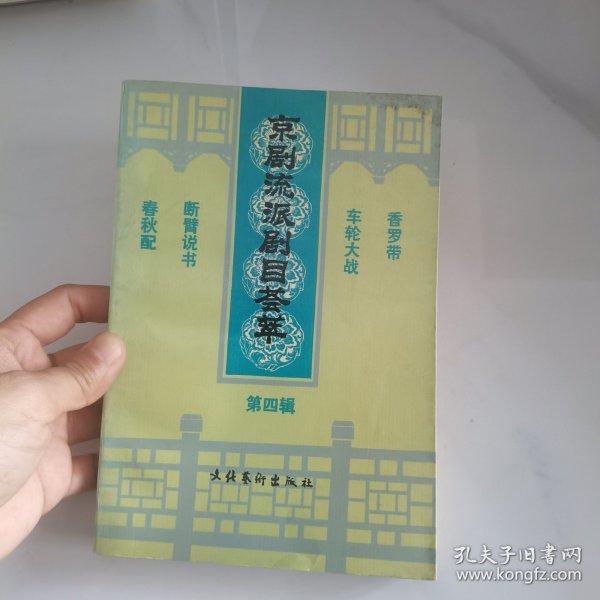 京剧流派剧目荟萃
香罗带
车轮大战
断臂说书
春秋配
第四辑
文化藝術出版社
孔夫子旧书网
www.kongfz.com